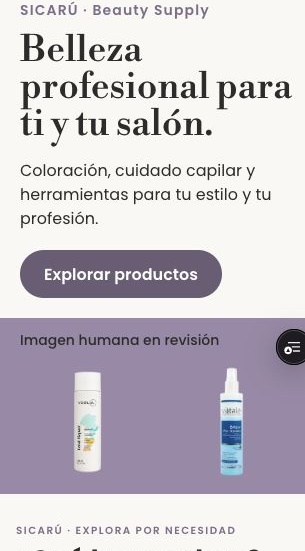 SICARÚ · Beauty Supply
Belleza
profesional para
ti y tu salón.
Coloración, cuidado capilar y
herramientas para tu estilo y tu
profesión.
Explorar productos
Imagen humana en revisión
SICARÚ · EXPLORA POR NECESIDAD